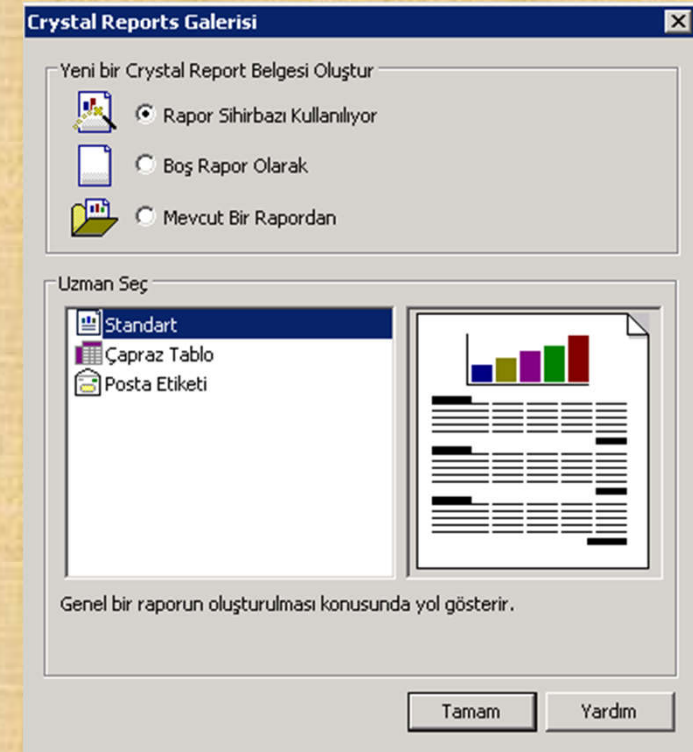 Crystal Reports Galerisi
Yeni bir Crystal Report Belgesi Oluştur
Rapor Sihirbazı Kullanılıyor
Boş Rapor Olarak
Mevcut Bir Rapordan
Uzman Seç
Standart
Çapraz Tablo
Posta Etiketi
Genel bir raporun oluşturulması konusunda yol gösterir.
Tamam
Yardım